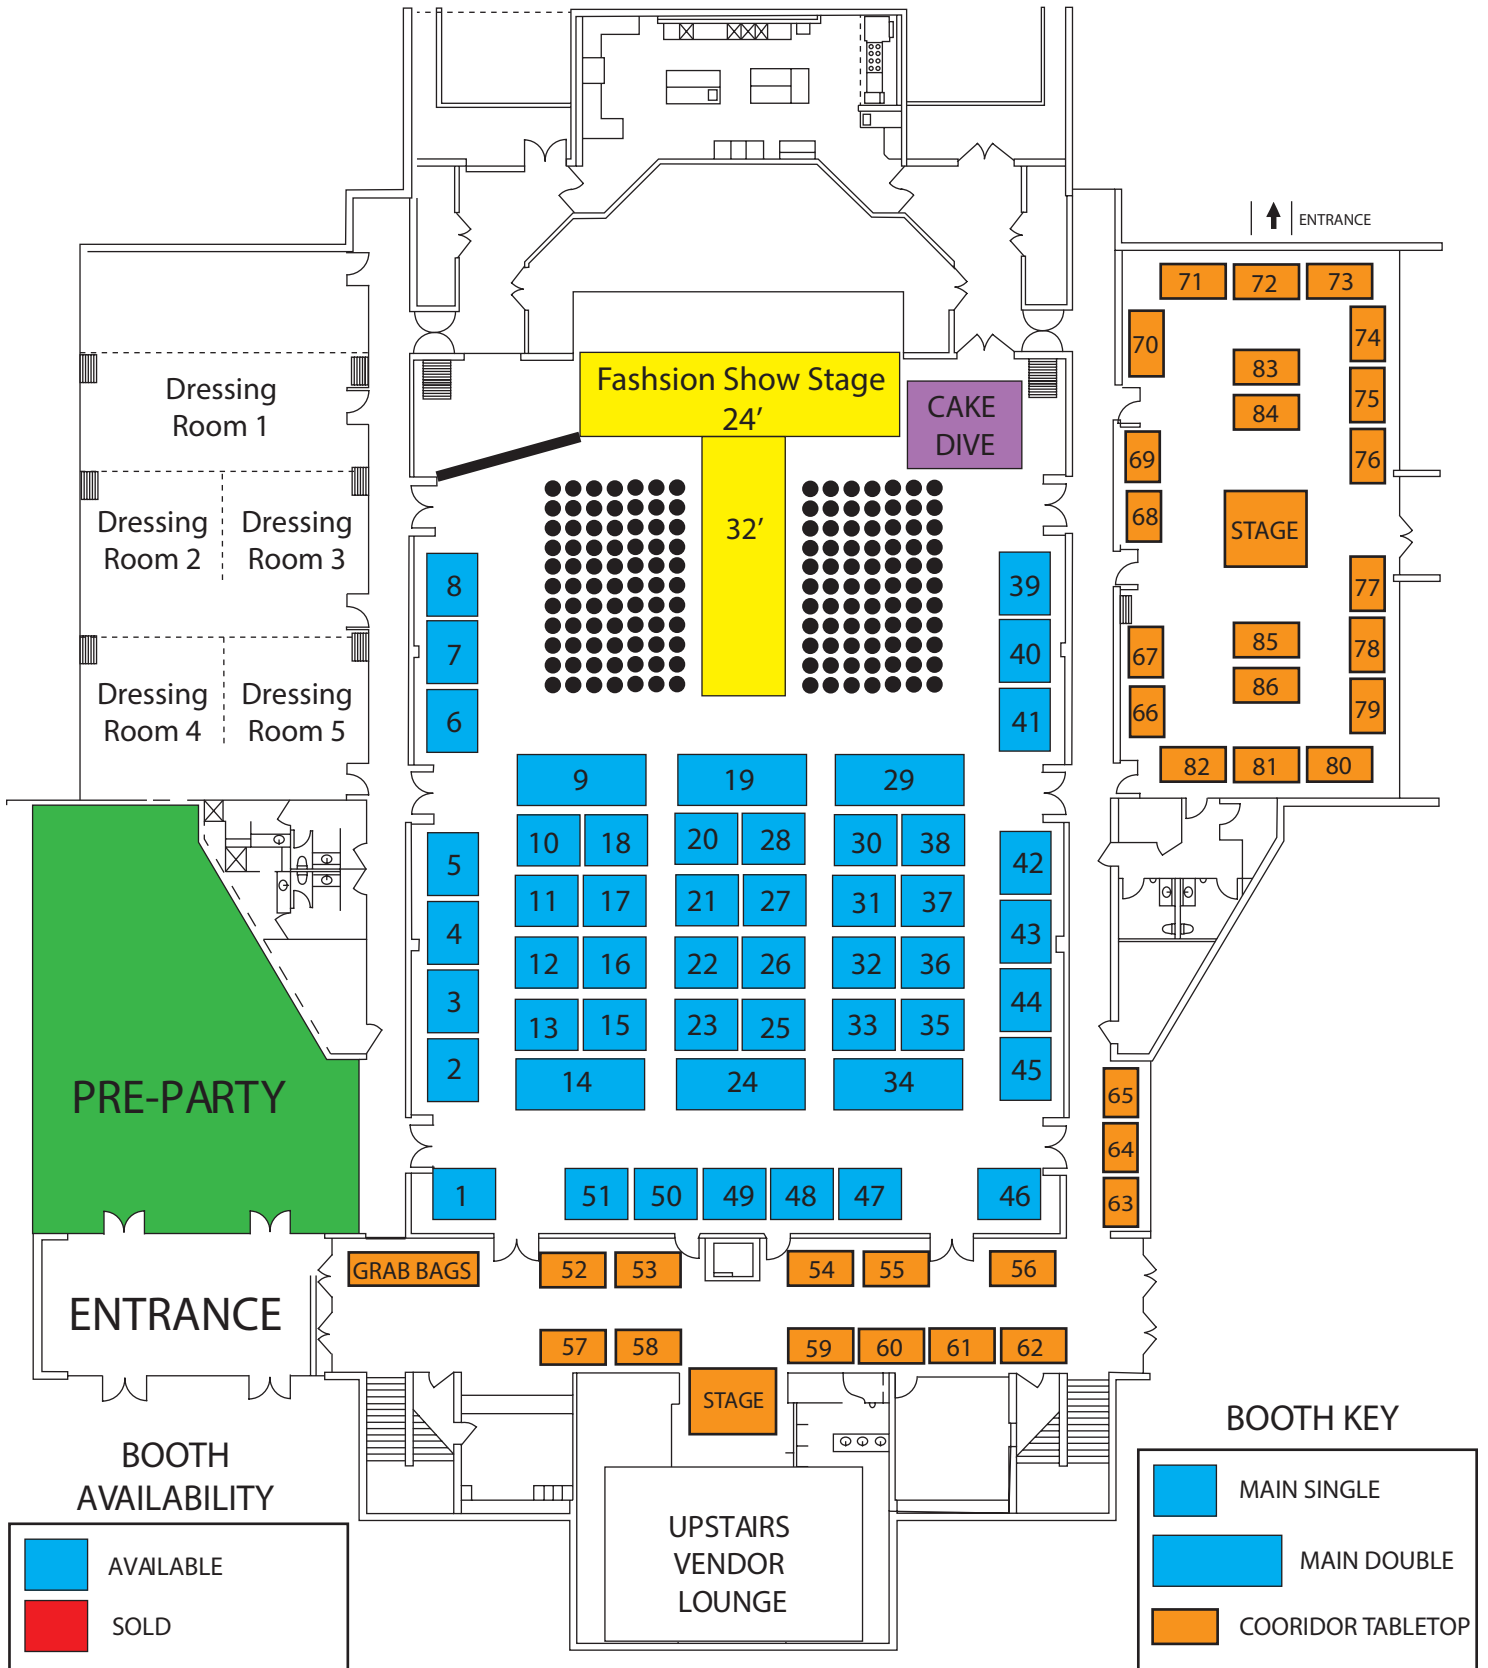 ENTRANCE
71
72
73
70
74
83
75
84
69
76
68
STAGE
77
67
85
78
86
66
79
82
81
80
Dressing
Room 1
Dressing
Room 2
Dressing
Room 3
Dressing
Room 4
Dressing
Room 5
Fashsion Show Stage
24'
32'
CAKE
DIVE
8
7
6
39
40
41
9
19
29
10
18
20
28
30
38
11
17
21
27
31
37
12
16
22
26
32
36
13
15
23
25
33
35
14
24
34
5
4
3
2
42
43
44
45
1
51
50
49
48
47
46
65
64
63
PRE-PARTY
ENTRANCE
GRAB BAGS
52
53
54
55
56
57
58
59
60
61
62
STAGE
UPSTAIRS
VENDOR
LOUNGE
BOOTH
AVAILABILITY
AVAILABLE
SOLD
BOOTH KEY
MAIN SINGLE
MAIN DOUBLE
COORIDOR TABLETOP